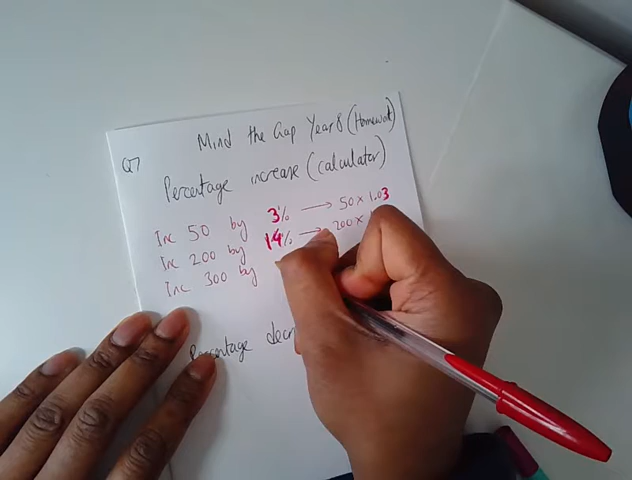 Mind the Gap Year 8 (Homework)
Q7
Percentage increase (calculator)
Inc 50 by 3% → 50 × 1.03
Inc 200 by 14% → 200 ×
Inc 300 by
Percentage decr